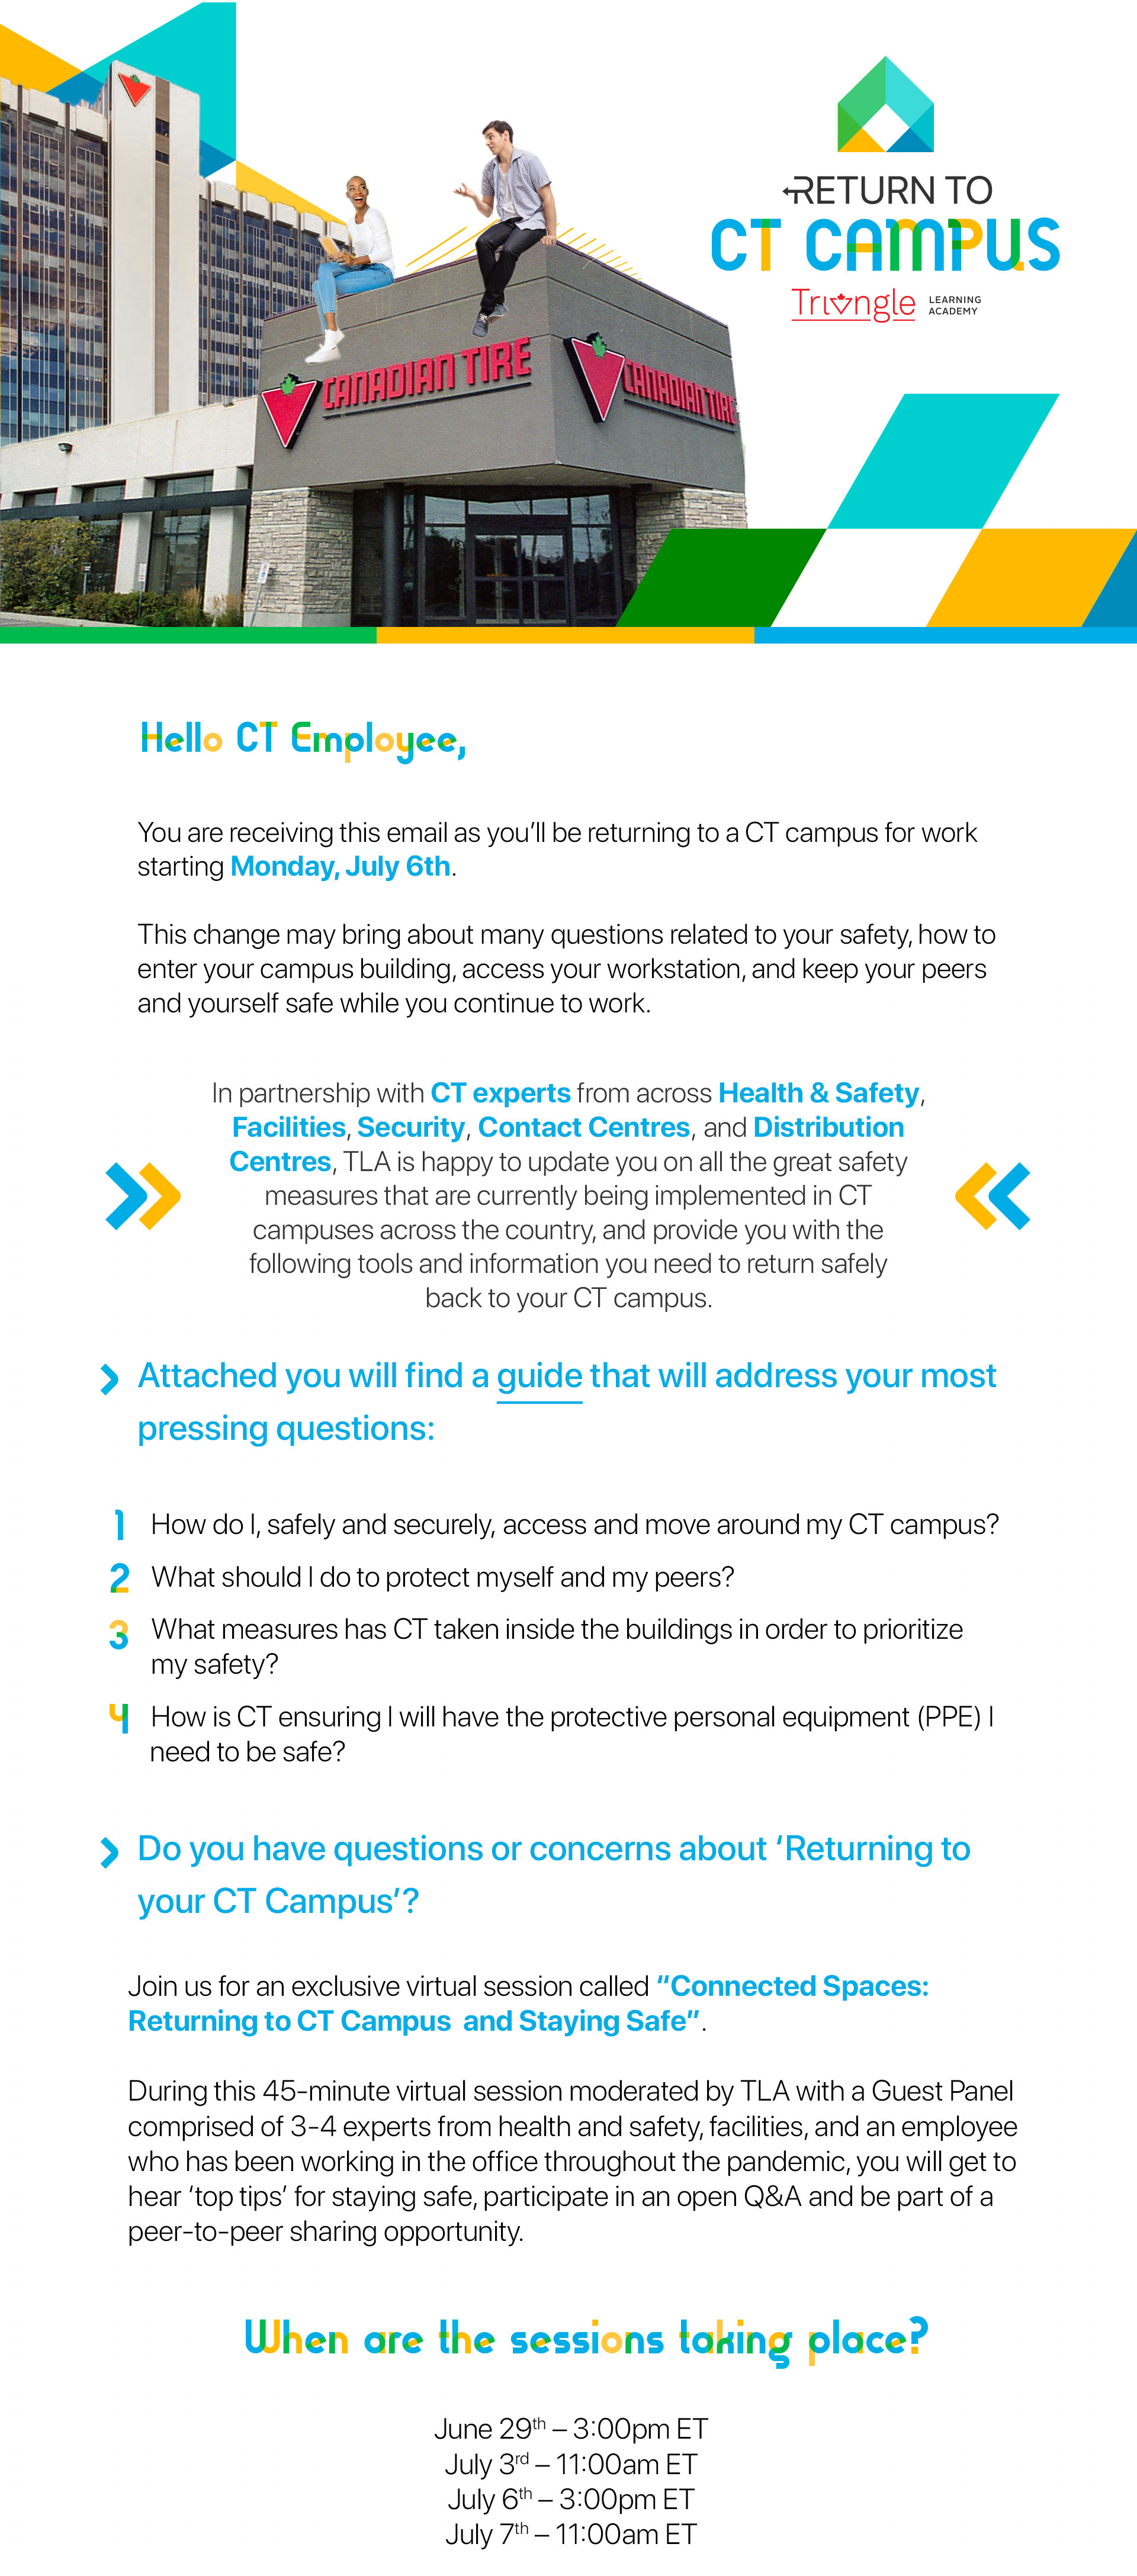 RETURN TO
CT CAMPUS
Triangle LEARNING ACADEMY
CANADIAN TIRE
CANADIAN TIRE
Hello CT Employee,
You are receiving this email as you’ll be returning to a CT campus for work
starting Monday, July 6th.
This change may bring about many questions related to your safety, how to
enter your campus building, access your workstation, and keep your peers
and yourself safe while you continue to work.
In partnership with CT experts from across Health & Safety,
Facilities, Security, Contact Centres, and Distribution
Centres, TLA is happy to update you on all the great safety
measures that are currently being implemented in CT
campuses across the country, and provide you with the
following tools and information you need to return safely
back to your CT campus.
Attached you will find a guide that will address your most
pressing questions:
1 How do I, safely and securely, access and move around my CT campus?
2 What should I do to protect myself and my peers?
3 What measures has CT taken inside the buildings in order to prioritize
my safety?
4 How is CT ensuring I will have the protective personal equipment (PPE) I
need to be safe?
Do you have questions or concerns about ‘Returning to
your CT Campus’?
Join us for an exclusive virtual session called “Connected Spaces:
Returning to CT Campus and Staying Safe”.
During this 45-minute virtual session moderated by TLA with a Guest Panel
comprised of 3-4 experts from health and safety, facilities, and an employee
who has been working in the office throughout the pandemic, you will get to
hear ‘top tips’ for staying safe, participate in an open Q&A and be part of a
peer-to-peer sharing opportunity.
When are the sessions taking place?
June 29th – 3:00pm ET
July 3rd – 11:00am ET
July 6th – 3:00pm ET
July 7th – 11:00am ET